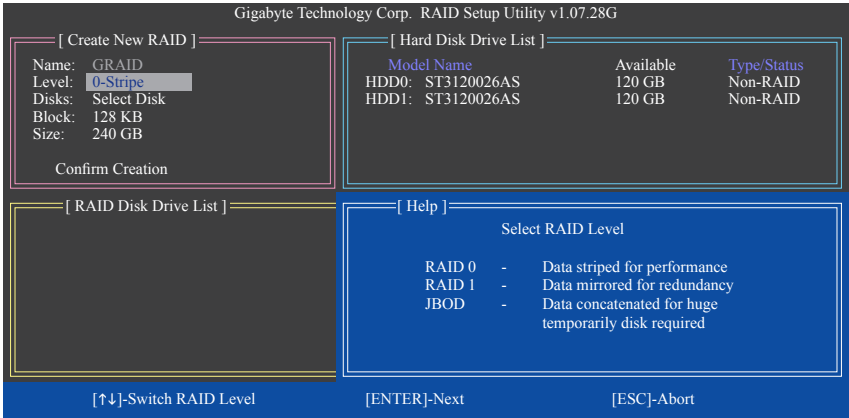 Gigabyte Technology Corp. RAID Setup Utility v1.07.28G
[ Create New RAID ]
Name: GRAID
Level: 0-Stripe
Disks: Select Disk
Block: 128 KB
Size: 240 GB
Confirm Creation
[ Hard Disk Drive List ]
Model Name Available Type/Status
HDD0: ST3120026AS 120 GB Non-RAID
HDD1: ST3120026AS 120 GB Non-RAID
[ RAID Disk Drive List ]
[ Help ]
Select RAID Level
RAID 0 - Data striped for performance
RAID 1 - Data mirrored for redundancy
JBOD - Data concatenated for huge
temporarily disk required
[↑↓]-Switch RAID Level [ENTER]-Next [ESC]-Abort